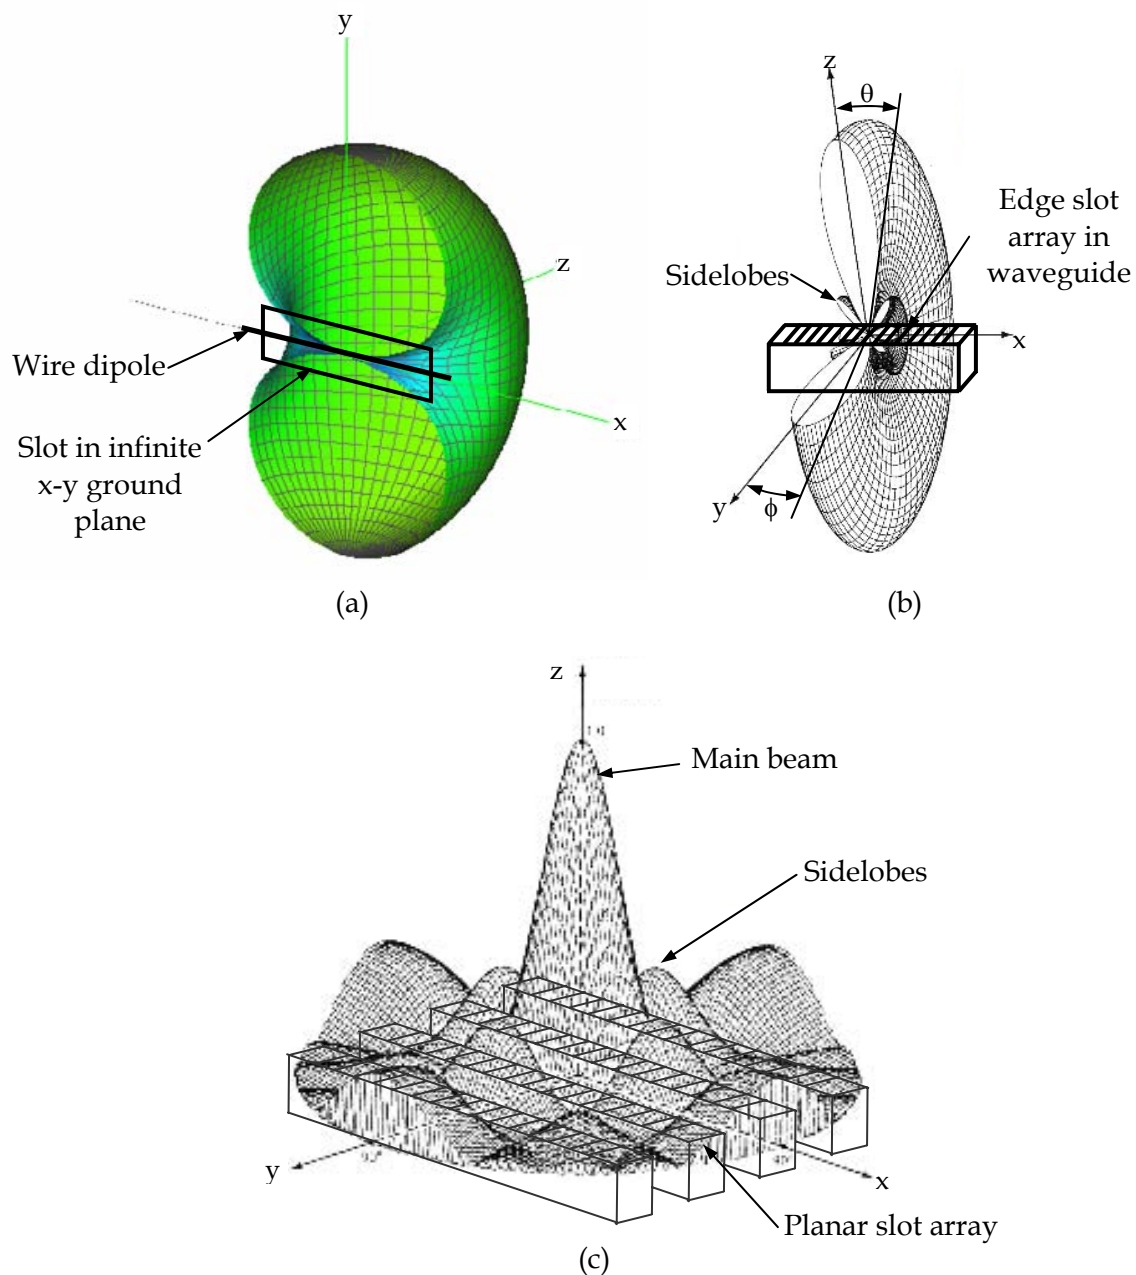 y
z
x
Wire dipole
Slot in infinite
x-y ground
plane
(a)
z
θ
Edge slot
array in
waveguide
Sidelobes
x
y
ϕ
(b)
z
Main beam
Sidelobes
y
x
Planar slot array
(c)